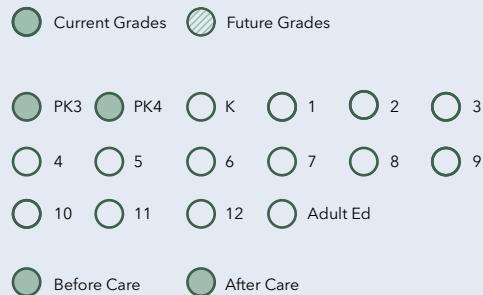 Current Grades Future Grades
PK3 PK4 K 1 2 3
4 5 6 7 8 9
10 11 12 Adult Ed
Before Care After Care